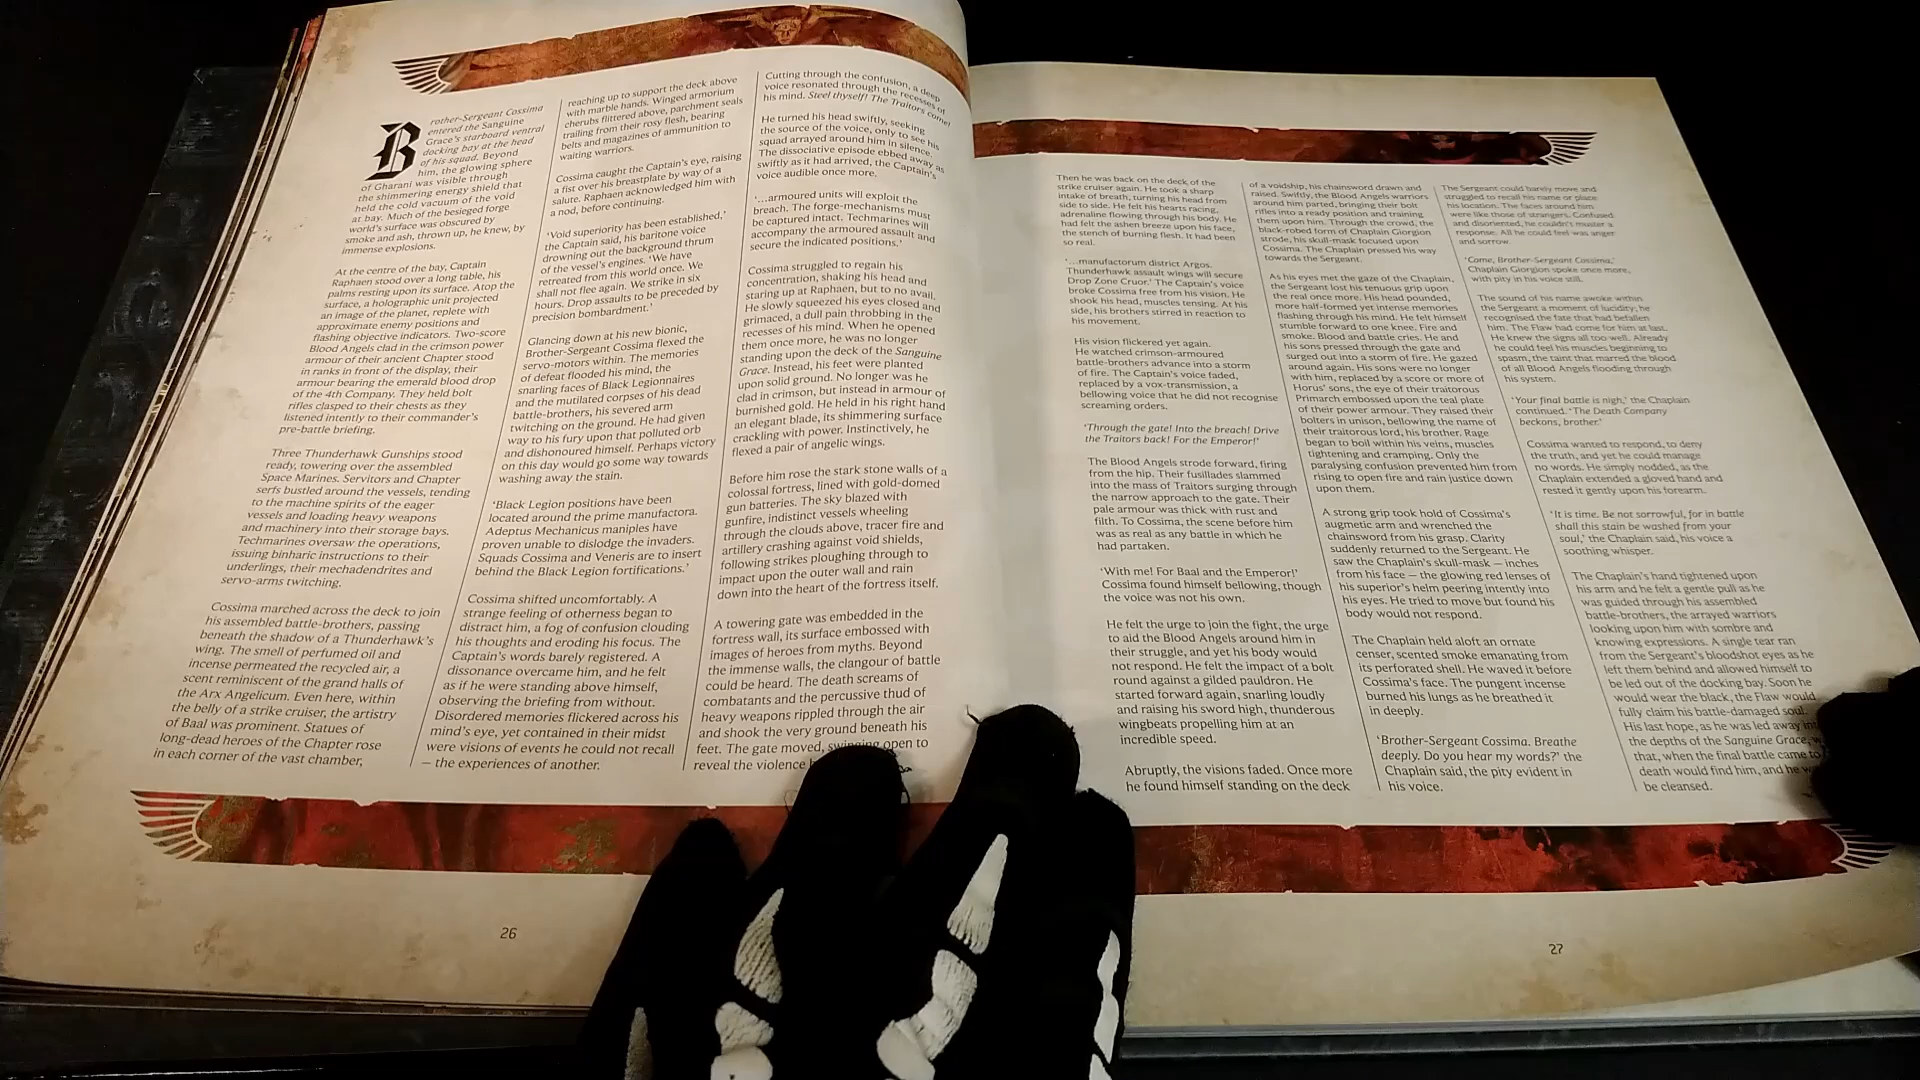 Brother-Sergeant Cossima
entered the Sanguine
Grace's starboard ventral
docking bay at the head
of his squad. Beyond
him, the glowing sphere
of Gharani was visible through
the shimmering energy shield that
held the cold vacuum of the void
at bay. Much of the besieged forge
world's surface was obscured by
smoke and ash, thrown up, he knew, by
immense explosions.
At the centre of the bay, Captain
Raphaen stood over a long table, his
palms resting upon its surface. Atop the
surface, a holographic unit projected
an image of the planet, replete with
approximate enemy positions and
flashing objective indicators. Two-score
Blood Angels clad in the crimson power
armour of their ancient Chapter stood
in ranks in front of the display, their
armour bearing the emerald blood drop
of the 4th Company. They held bolt
rifles clasped to their chests as they
listened intently to their commander's
pre-battle briefing.
Three Thunderhawk Gunships stood
ready, towering over the assembled
Space Marines. Servitors and Chapter
serfs bustled around the vessels, tending
to the machine spirits of the eager
vessels and loading heavy weapons
and machinery into their storage bays.
Techmarines oversaw the operations,
issuing binharic instructions to their
underlings, their mechadendrites and
servo-arms twitching.
Cossima marched across the deck to join
his assembled battle-brothers, passing
beneath the shadow of a Thunderhawk's
wing. The smell of perfumed oil and
incense permeated the recycled air, a
scent reminiscent of the grand halls of
the Arx Angelicum. Even here, within
the belly of a strike cruiser, the artistry
of Baal was prominent. Statues of
long-dead heroes of the Chapter rose
in each corner of the vast chamber,
reaching up to support the deck above
with marble hands. Winged armorium
cherubs flittered above, parchment seals
trailing from their rosy flesh, bearing
belts and magazines of ammunition to
waiting warriors.
Cossima caught the Captain's eye, raising
a fist over his breastplate by way of a
salute. Raphaen acknowledged him with
a nod, before continuing.
'Void superiority has been established,'
the Captain said, his baritone voice
drowning out the background thrum
of the vessel's engines. 'We have
retreated from this world once. We
shall not flee again. We strike in six
hours. Drop assaults to be preceded by
precision bombardment.'
Glancing down at his new bionic,
Brother-Sergeant Cossima flexed the
servo-motors within. The memories
of defeat flooded his mind, the
snarling faces of Black Legionnaires
and the mutilated corpses of his dead
battle-brothers, his severed arm
twitching on the ground. He had given
way to his fury upon that polluted orb
and dishonoured himself. Perhaps victory
on this day would go some way towards
washing away the stain.
'Black Legion positions have been
located around the prime manufactora.
Adeptus Mechanicus maniples have
proven unable to dislodge the invaders.
Squads Cossima and Veneris are to insert
behind the Black Legion fortifications.'
Cossima shifted uncomfortably. A
strange feeling of otherness began to
distract him, a fog of confusion clouding
his thoughts and eroding his focus. The
Captain's words barely registered. A
dissonance overcame him, and he felt
as if he were standing above himself,
observing the briefing from without.
Disordered memories flickered across his
mind's eye, yet contained in their midst
were visions of events he could not recall
— the experiences of another.
Cutting through the confusion, a deep
voice resonated through the recesses of
his mind. Steel thyself! The Traitors come!
He turned his head swiftly, seeking
the source of the voice, only to see his
squad arrayed around him in silence.
The dissociative episode ebbed away as
swiftly as it had arrived, the Captain's
voice audible once more.
'...armoured units will exploit the
breach. The forge-mechanisms must
be captured intact. Techmarines will
accompany the armoured assault and
secure the indicated positions.'
Cossima struggled to regain his
concentration, shaking his head and
staring up at Raphaen, but to no avail.
He slowly squeezed his eyes closed and
grimaced, a dull pain throbbing in the
recesses of his mind. When he opened
them once more, he was no longer
standing upon the deck of the Sanguine
Grace. Instead, his feet were planted
upon solid ground. No longer was he
clad in crimson, but instead in armour of
burnished gold. He held in his right hand
an elegant blade, its shimmering surface
crackling with power. Instinctively, he
flexed a pair of angelic wings.
Before him rose the stark stone walls of a
colossal fortress, lined with gold-domed
gun batteries. The sky blazed with
gunfire, indistinct vessels wheeling
through the clouds above, tracer fire and
artillery crashing against void shields,
following strikes ploughing through to
impact upon the outer wall and rain
down into the heart of the fortress itself.
A towering gate was embedded in the
fortress wall, its surface embossed with
images of heroes from myths. Beyond
the immense walls, the clangour of battle
could be heard. The death screams of
combatants and the percussive thud of
heavy weapons rippled through the air
and shook the very ground beneath his
feet. The gate moved, swinging open to
reveal the violence
26
Then he was back on the deck of the
strike cruiser again. He took a sharp
intake of breath, turning his head from
side to side. He felt his hearts racing,
adrenaline flowing through his body. He
had felt the ashen breeze upon his face,
the stench of burning flesh. It had been
so real.
'...manufactorum district Argos.
Thunderhawk assault wings will secure
Drop Zone Cruor.' The Captain's voice
broke Cossima free from his vision. He
shook his head, muscles tensing. At his
side, his brothers stirred in reaction to
his movement.
His vision flickered yet again.
He watched crimson-armoured
battle-brothers advance into a storm
of fire. The Captain's voice faded,
replaced by a vox-transmission, a
bellowing voice that he did not recognise
screaming orders.
'Through the gate! Into the breach! Drive
the Traitors back! For the Emperor!'
The Blood Angels strode forward, firing
from the hip. Their fusillades slammed
into the mass of Traitors surging through
the narrow approach to the gate. Their
pale armour was thick with rust and
filth. To Cossima, the scene before him
was as real as any battle in which he
had partaken.
'With me! For Baal and the Emperor!'
Cossima found himself bellowing, though
the voice was not his own.
He felt the urge to join the fight, the urge
to aid the Blood Angels around him in
their struggle, and yet his body would
not respond. He felt the impact of a bolt
round against a gilded pauldron. He
started forward again, snarling loudly
and raising his sword high, thunderous
wingbeats propelling him at an
incredible speed.
Abruptly, the visions faded. Once more
he found himself standing on the deck
of a voidship, his chainsword drawn and
raised. Swiftly, the Blood Angels warriors
around him parted, bringing their bolt
rifles into a ready position and training
them upon him. Through the crowd, the
black-robed form of Chaplain Giorgion
strode, his skull-mask focused upon
Cossima. The Chaplain pressed his way
towards the Sergeant.
As his eyes met the gaze of the Chaplain,
the Sergeant lost his tenuous grip upon
the real once more. His head pounded,
more half-formed yet intense memories
flashing through his mind. He felt himself
stumble forward to one knee. Fire and
smoke. Blood and battle cries. He and
his sons pressed through the gate and
surged out into a storm of fire. He gazed
around again. His sons were no longer
with him, replaced by a score or more of
Horus' sons, the eye of their traitorous
Primarch embossed upon the teal plate
of their power armour. They raised their
bolters in unison, bellowing the name of
their traitorous lord, his brother. Rage
began to boil within his veins, muscles
tightening and cramping. Only the
paralysing confusion prevented him from
rising to open fire and rain justice down
upon them.
A strong grip took hold of Cossima's
augmetic arm and wrenched the
chainsword from his grasp. Clarity
suddenly returned to the Sergeant. He
saw the Chaplain's skull-mask — inches
from his face — the glowing red lenses of
his superior's helm peering intently into
his eyes. He tried to move but found his
body would not respond.
The Chaplain held aloft an ornate
censer, scented smoke emanating from
its perforated shell. He waved it before
Cossima's face. The pungent incense
burned his lungs as he breathed it
in deeply.
'Brother-Sergeant Cossima. Breathe
deeply. Do you hear my words?' the
Chaplain said, the pity evident in
his voice.
The Sergeant could barely move and
struggled to recall his name or place
his location. The faces around him
were like those of strangers. Confused
and disoriented, he couldn't muster a
response. All he could feel was anger
and sorrow.
'Come, Brother-Sergeant Cossima,'
Chaplain Giorgion spoke once more,
with pity in his voice still.
The sound of his name awoke within
the Sergeant a moment of lucidity; he
recognised the fate that had befallen
him. The Flaw had come for him at last.
He knew the signs all too well. Already
he could feel his muscles beginning to
spasm, the taint that marred the blood
of all Blood Angels flooding through
his system.
'Your final battle is nigh,' the Chaplain
continued. 'The Death Company
beckons, brother.'
Cossima wanted to respond, to deny
the truth, and yet he could manage
no words. He simply nodded, as the
Chaplain extended a gloved hand and
rested it gently upon his forearm.
'It is time. Be not sorrowful, for in battle
shall this stain be washed from your
soul,' the Chaplain said, his voice a
soothing whisper.
The Chaplain's hand tightened upon
his arm and he felt a gentle pull as he
was guided through his assembled
battle-brothers, the arrayed warriors
looking upon him with sombre and
knowing expressions. A single tear ran
from the Sergeant's bloodshot eyes as he
left them behind and allowed himself to
be led out of the docking bay. Soon he
would wear the black, the Flaw would
fully claim his battle-damaged soul.
His last hope, as he was led away into
the depths of the Sanguine Grace,
that, when the final battle came to
death would find him, and he
be cleansed.
27